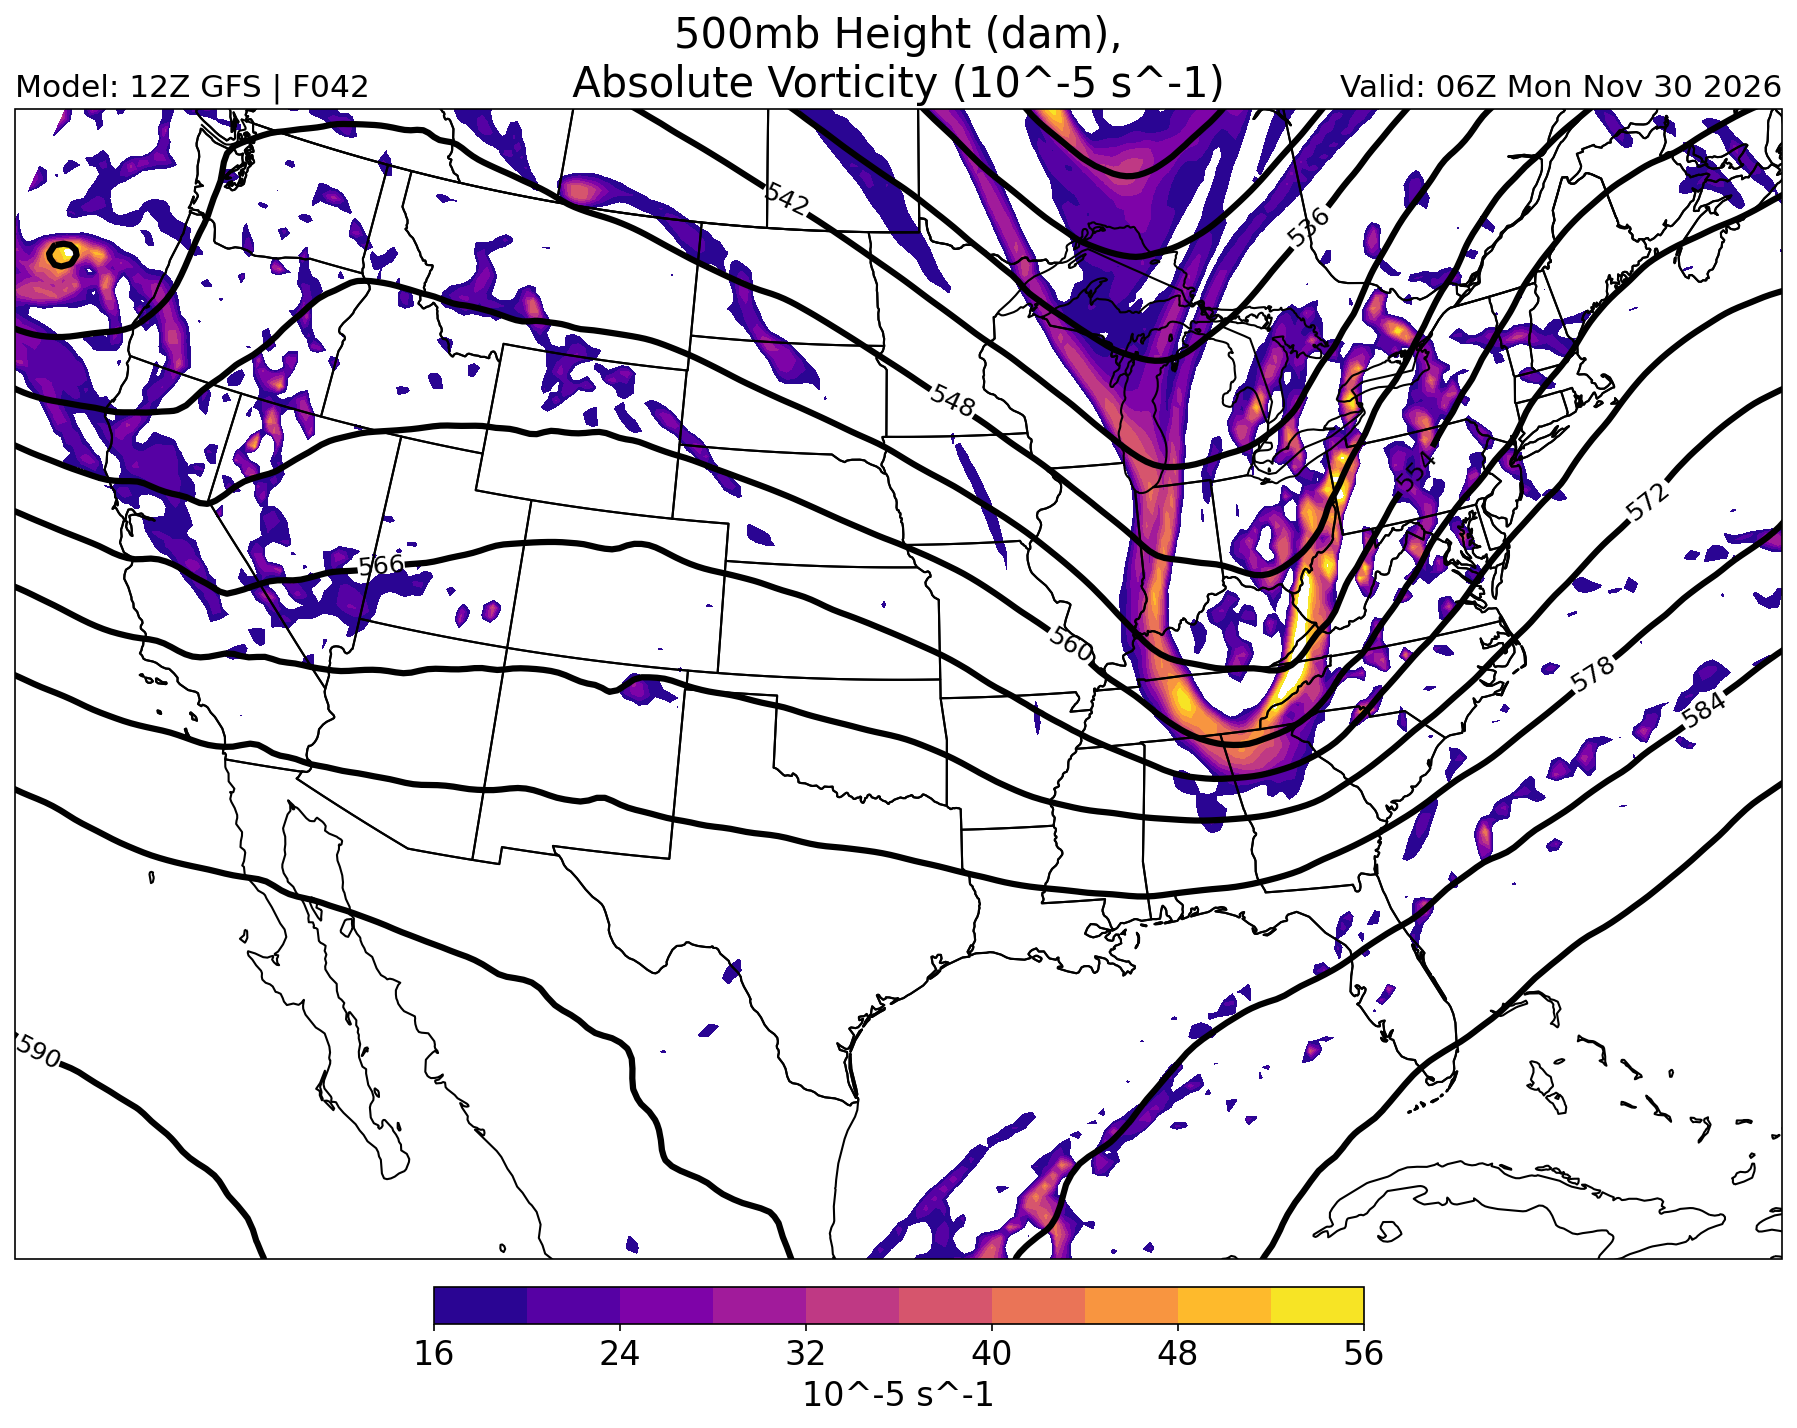 500mb Height (dam),
Model: 12Z GFS | F042
Absolute Vorticity (10^-5 s^-1)
Valid: 06Z Mon Nov 30 2026
542
536
548
554
572
566
560
578
584
590
16 24 32 40 48 56
10^-5 s^-1